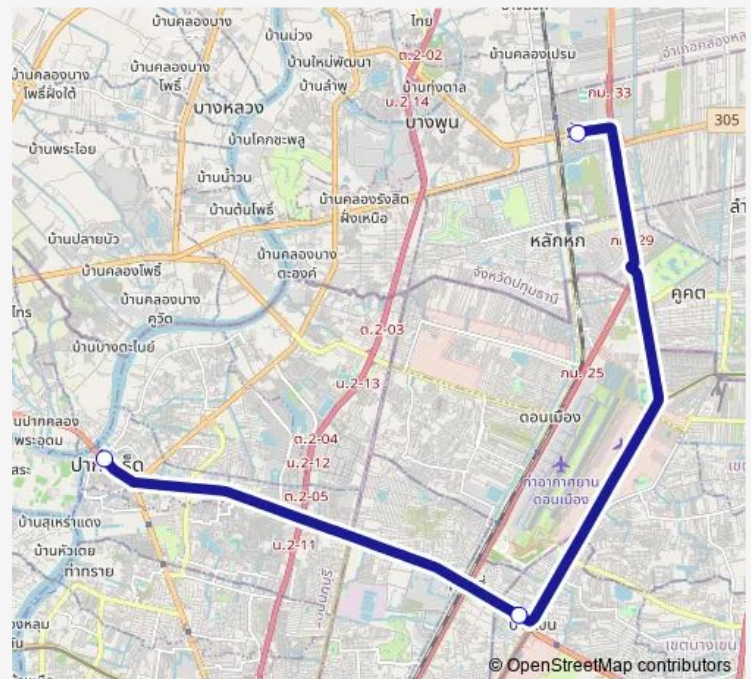 ไทย
บ้านคลองบาง
บ้านม่วง
ต.2-02
บ้านคลองเปรม
บ้านคลองบาง
โพธิ์ฝั่งใต้
บ้านคลองบาง
โพธิ์
บ้านใหม่พัฒนา
บ้านลำพู
บ้านทุ่งตาล
น.2-14
กม. 33
บางหลวง
บางพูน
305
บ้านโคกชะพลู
บ้านพระโอย
บ้านน้ำวน
บ้านต้นโพธิ์
บ้านคลองรังสิต
ฝั่งเหนือ
บ้านปลายบัว
หลักหก
บ้านคลองบาง
ตะองค์
บ้านคลองโพธิ์
จังหวัดปทุมธานี
คูคต
บ้านคลองบาง
คูวัด
บ้านบางตะไนย์
ต.2-03
น.2-13
กม. 25
ดอนเมือง
พระอุดม
ต.2-04
น.2-12
ท่าอากาศยาน
ดอนเมือง
ต.2-05
บ้านสุเหร่าแดง
น.2-11
บ้านหัวเตย
ท่าทราย
เขตบางเขน
© OpenStreetMap contributors